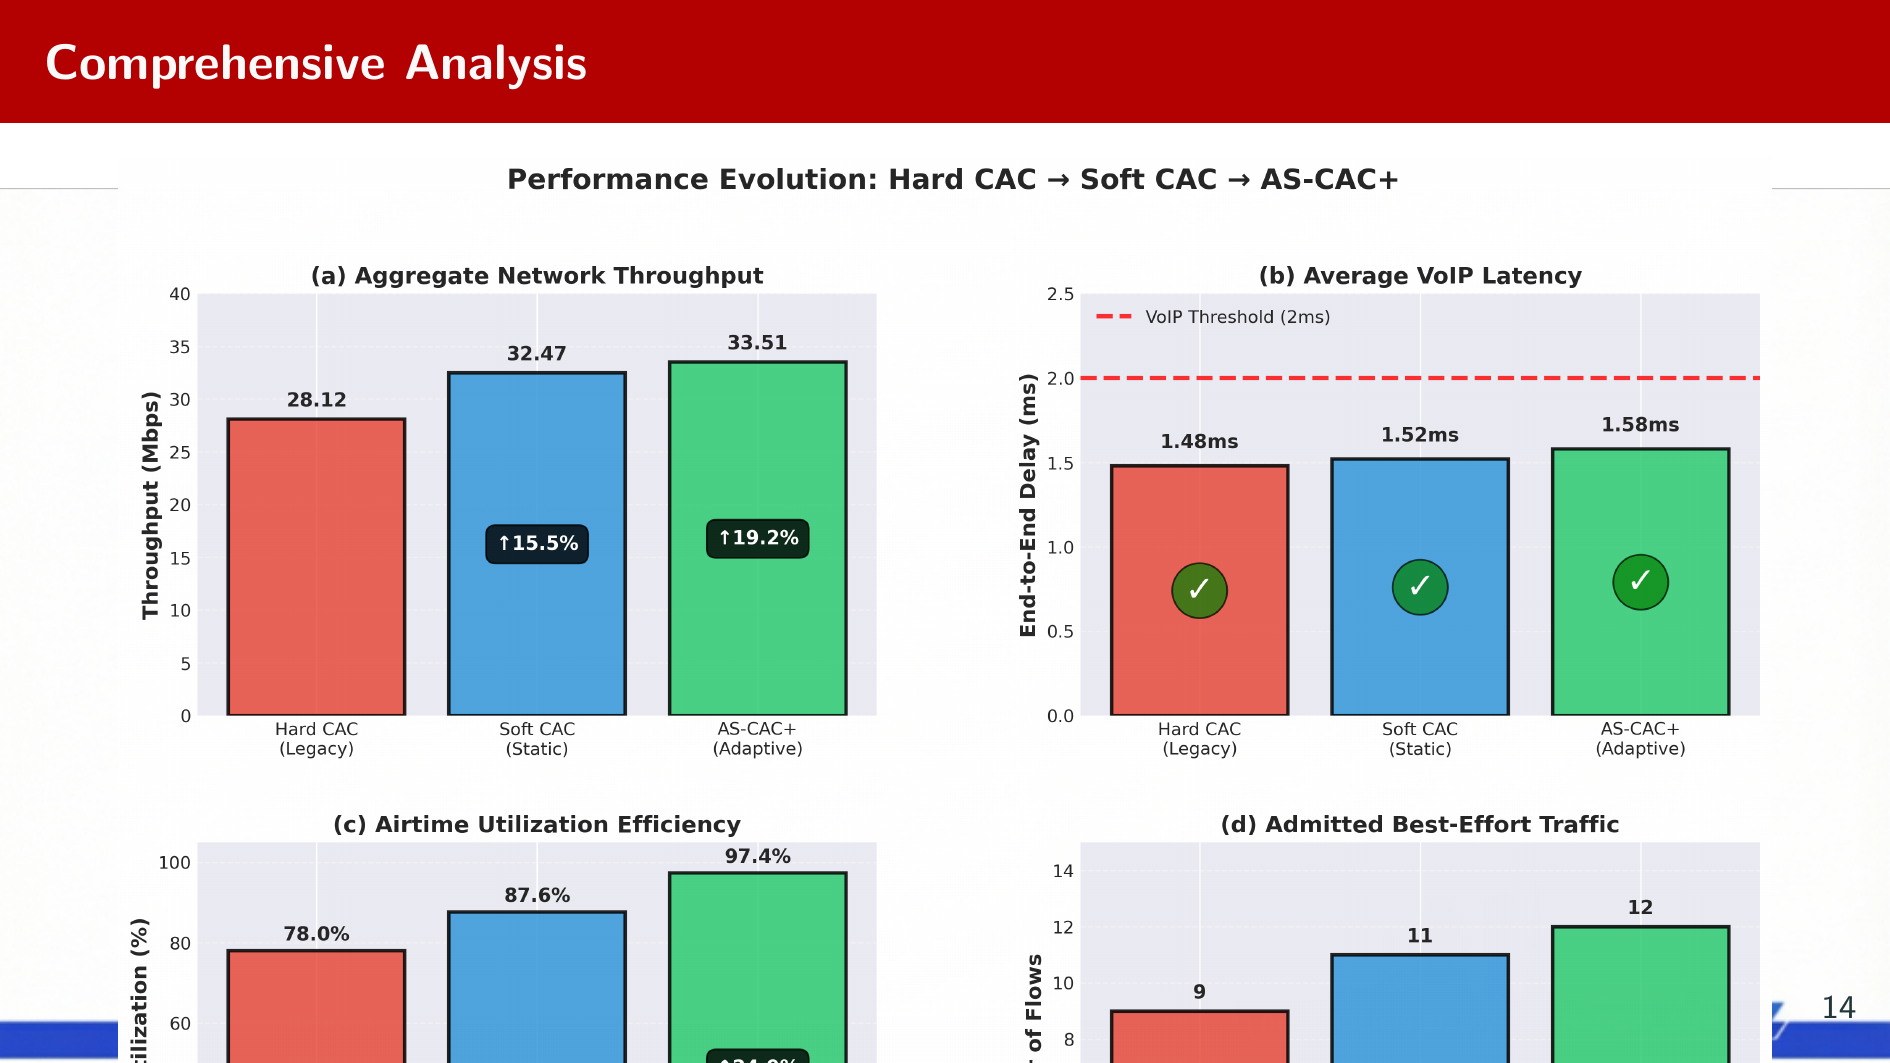 Comprehensive Analysis
Performance Evolution: Hard CAC → Soft CAC → AS-CAC+
(a) Aggregate Network Throughput
Throughput (Mbps)
40
35
30
25
20
15
10
5
0
28.12
32.47
33.51
↑15.5%
↑19.2%
Hard CAC
(Legacy)
Soft CAC
(Static)
AS-CAC+
(Adaptive)
(b) Average VoIP Latency
End-to-End Delay (ms)
2.5
2.0
1.5
1.0
0.5
0.0
VoIP Threshold (2ms)
1.48ms
1.52ms
1.58ms
✓
✓
✓
Hard CAC
(Legacy)
Soft CAC
(Static)
AS-CAC+
(Adaptive)
(c) Airtime Utilization Efficiency
(%)
100
80
60
78.0%
87.6%
97.4%
(d) Admitted Best-Effort Traffic
of Flows
14
12
10
8
9
11
12
14